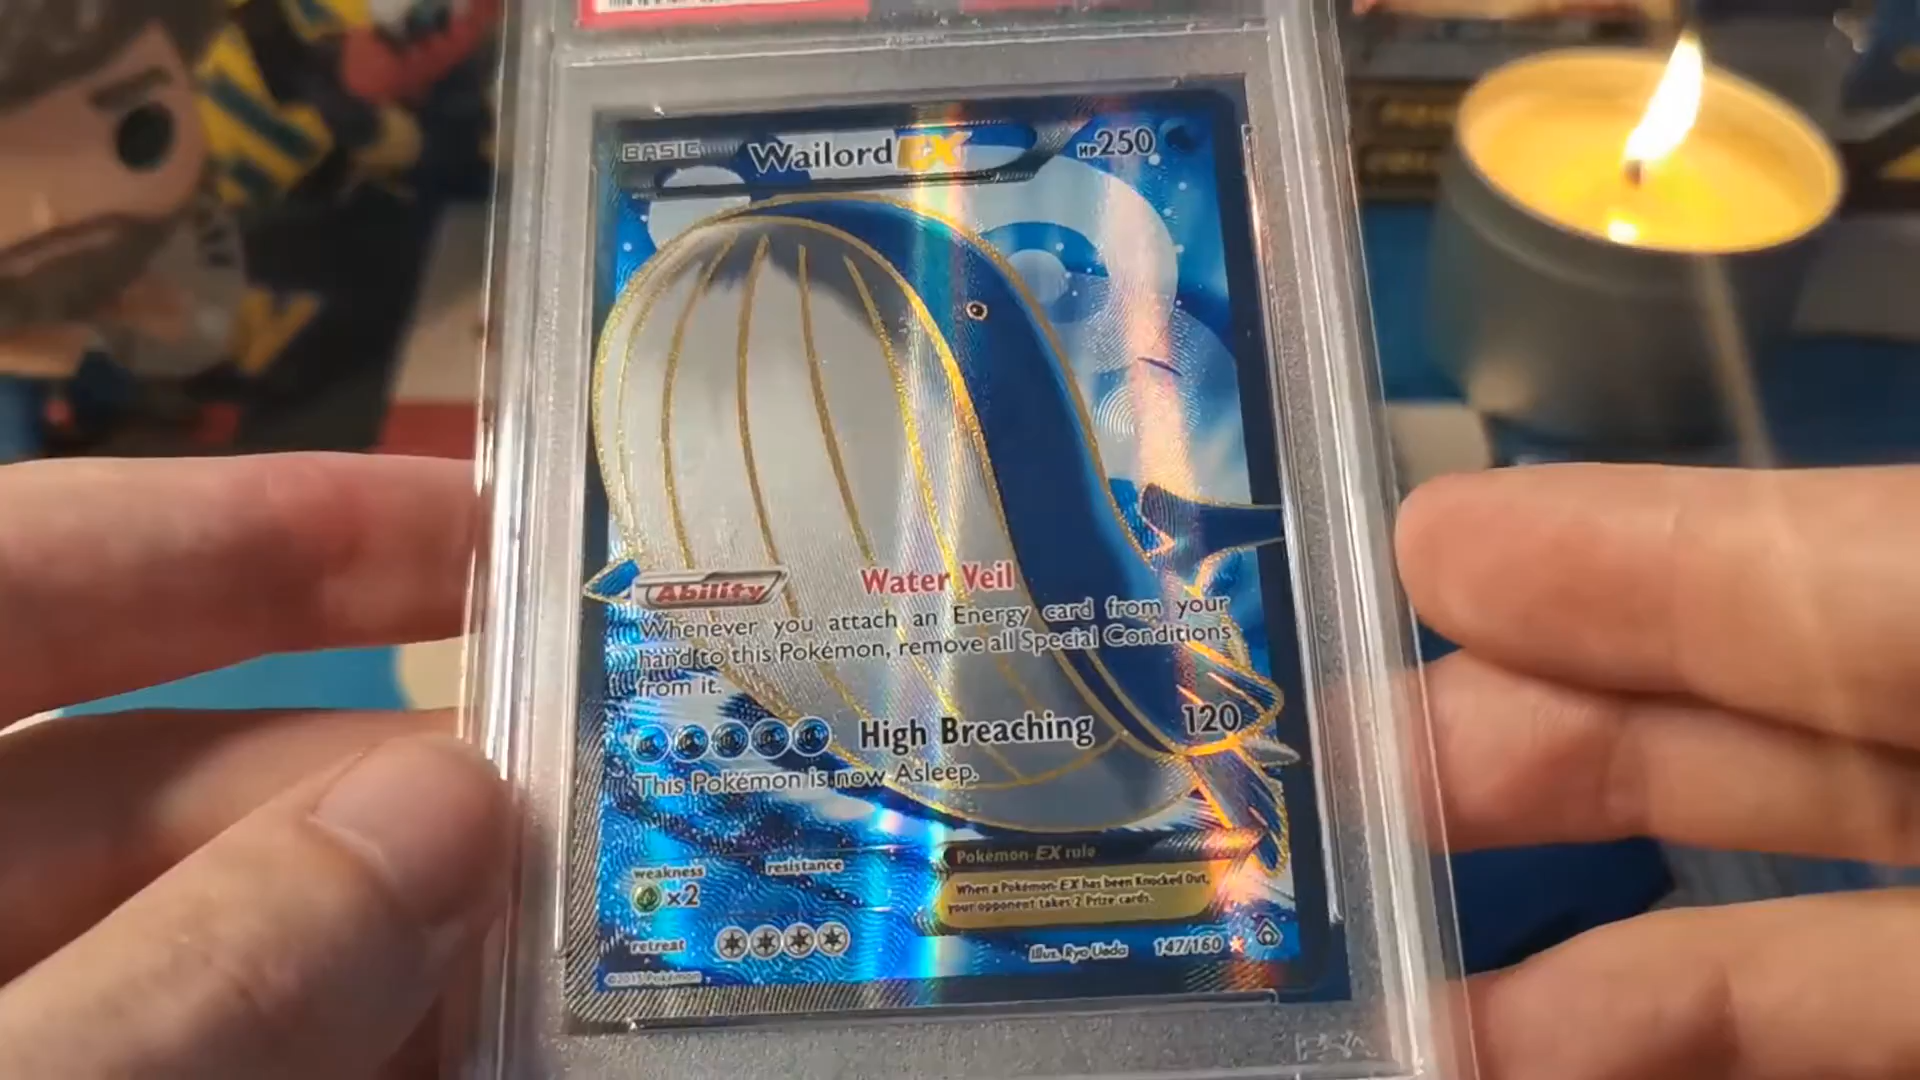 BASIC Wailord EX HP250
Ability Water Veil
Whenever you attach an Energy card from your
hand to this Pokémon, remove all Special Conditions
from it.
High Breaching 120
This Pokémon is now Asleep.
Pokémon-EX rule
When a Pokémon-EX has been Knocked Out,
your opponent takes 2 Prize cards.
weakness resistance
×2
retreat
Illus. Ryo Ueda 147/160
©2015 Pokémon